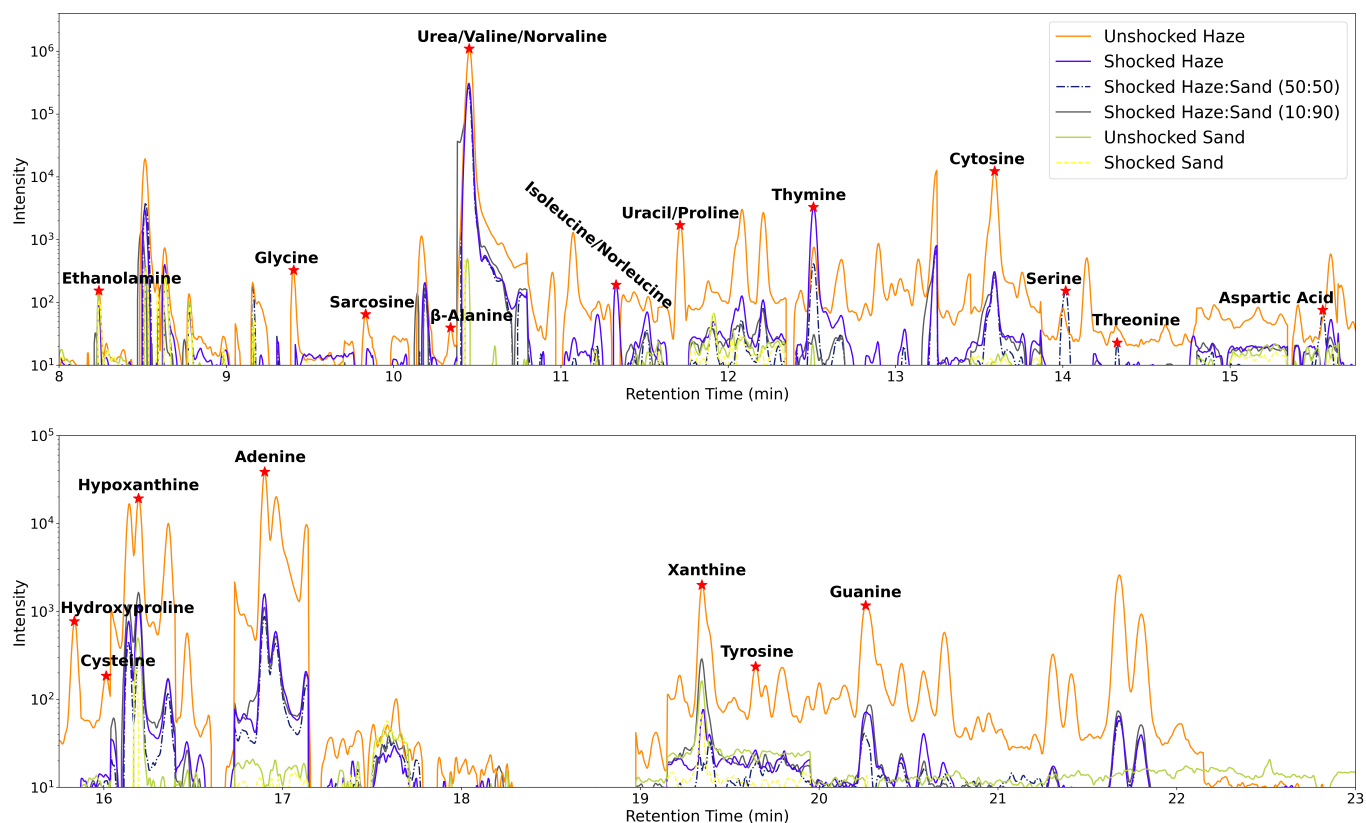 10⁶
10⁵
10⁴
10³
10²
10¹
Intensity
Urea/Valine/Norvaline
Ethanolamine
Glycine
Sarcosine
β-Alanine
Isoleucine/Norleucine
Uracil/Proline
Thymine
Cytosine
Serine
Threonine
Aspartic Acid
Unshocked Haze
Shocked Haze
Shocked Haze:Sand (50:50)
Shocked Haze:Sand (10:90)
Unshocked Sand
Shocked Sand
8 9 10 11 12 13 14 15
Retention Time (min)
10⁵
10⁴
10³
10²
10¹
Intensity
Adenine
Hypoxanthine
Hydroxyproline
Cysteine
Xanthine
Guanine
Tyrosine
16 17 18 19 20 21 22 23
Retention Time (min)